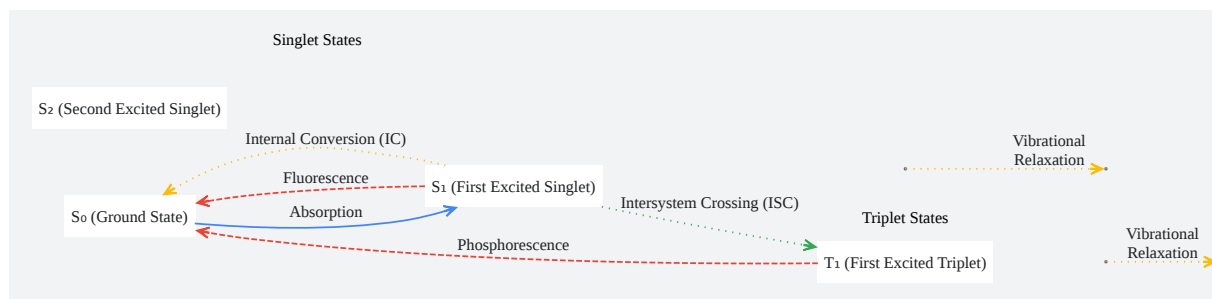 Singlet States
S₂ (Second Excited Singlet)
Internal Conversion (IC)
Vibrational
Relaxation
Fluorescence
S₁ (First Excited Singlet)
S₀ (Ground State)
Absorption
Intersystem Crossing (ISC)
Triplet States
Phosphorescence
T₁ (First Excited Triplet)
Vibrational
Relaxation